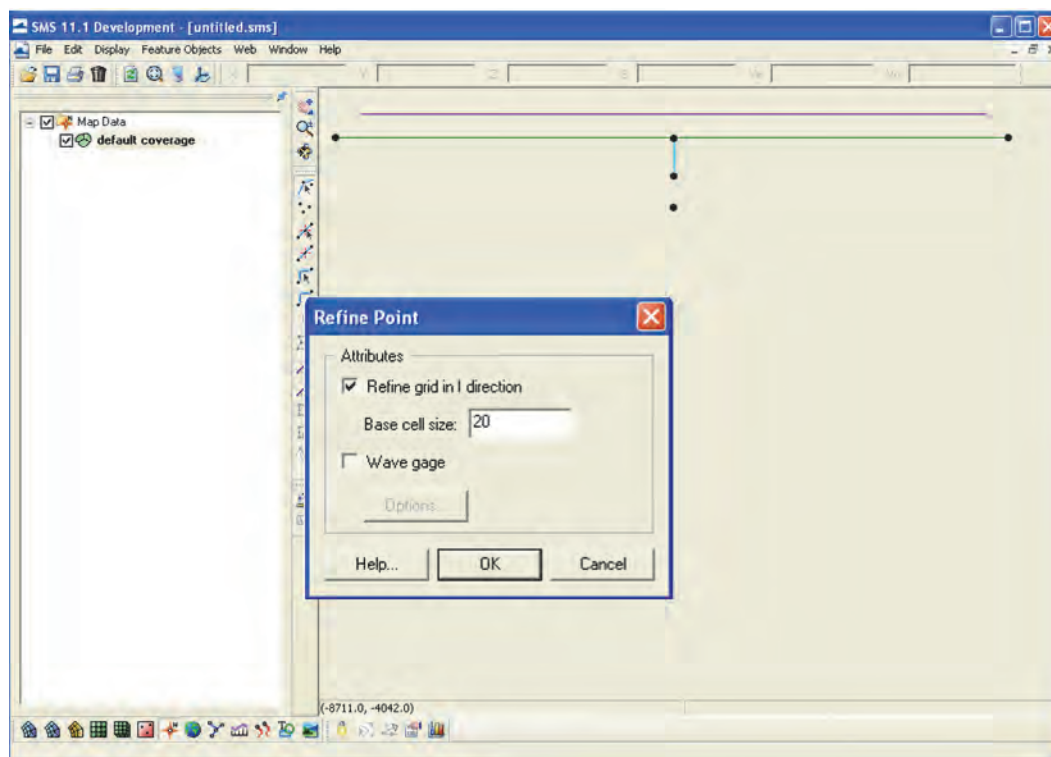 SMS 11.1 Development - [untitled.sms]
File Edit Display Feature Objects Web Window Help
Map Data
default coverage
Refine Point
Attributes
Refine grid in I direction
Base cell size: 20
Wave gage
Options...
Help... OK Cancel
(-8711.0, -4042.0)